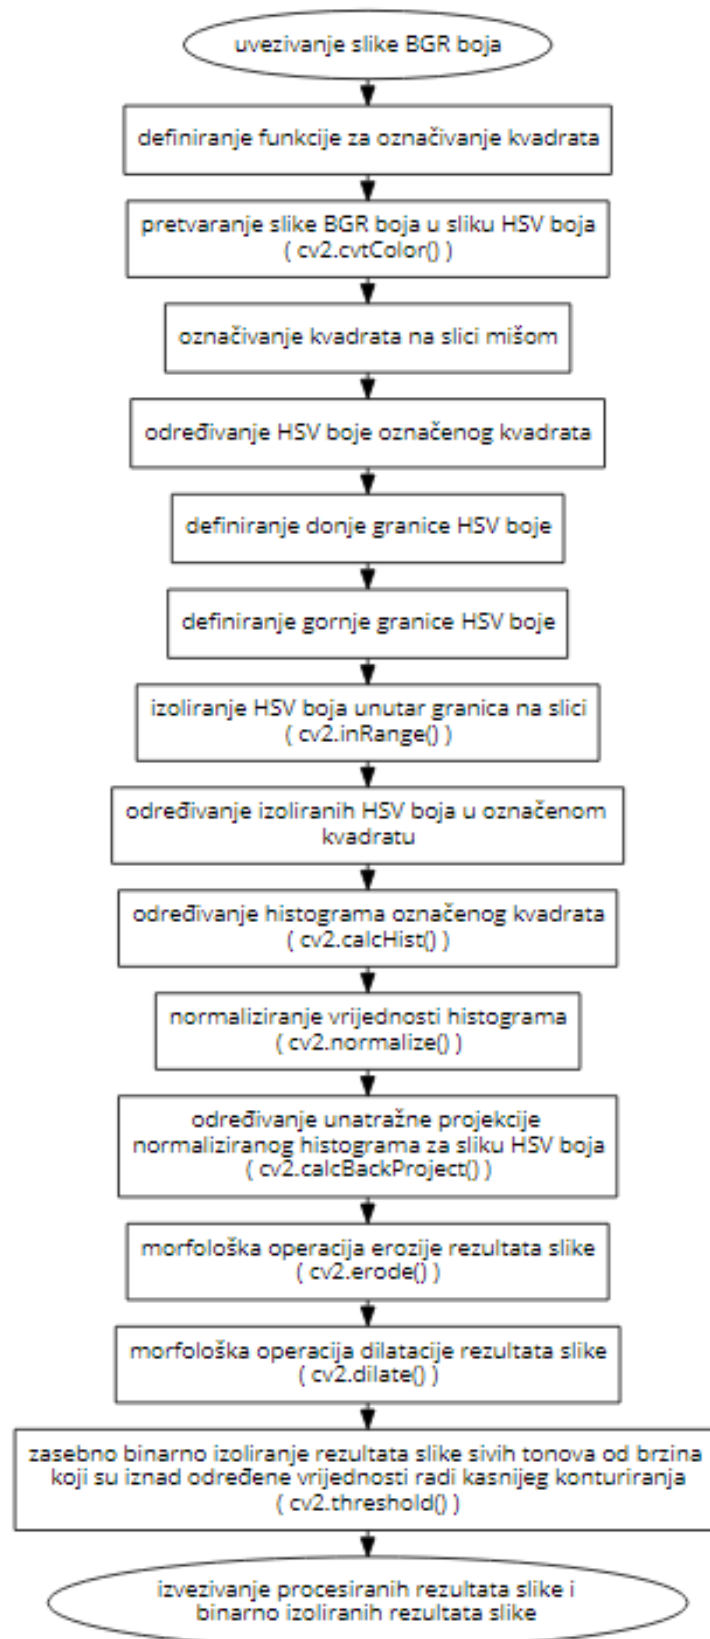 uvezivanje slike BGR boja
definiranje funkcije za označivanje kvadrata
pretvaranje slike BGR boja u sliku HSV boja
( cv2.cvtColor() )
označivanje kvadrata na slici mišom
određivanje HSV boje označenog kvadrata
definiranje donje granice HSV boje
definiranje gornje granice HSV boje
izoliranje HSV boja unutar granica na slici
( cv2.inRange() )
određivanje izoliranih HSV boja u označenom
kvadratu
određivanje histograma označenog kvadrata
( cv2.calcHist() )
normaliziranje vrijednosti histograma
( cv2.normalize() )
određivanje unatražne projekcije
normaliziranog histograma za sliku HSV boja
( cv2.calcBackProject() )
morfološka operacija erozije rezultata slike
( cv2.erode() )
morfološka operacija dilatacije rezultata slike
( cv2.dilate() )
zasebno binarno izoliranje rezultata slike sivih tonova od brzina
koji su iznad određene vrijednosti radi kasnijeg konturiranja
( cv2.threshold() )
izvezivanje procesiranih rezultata slike i
binarno izoliranih rezultata slike